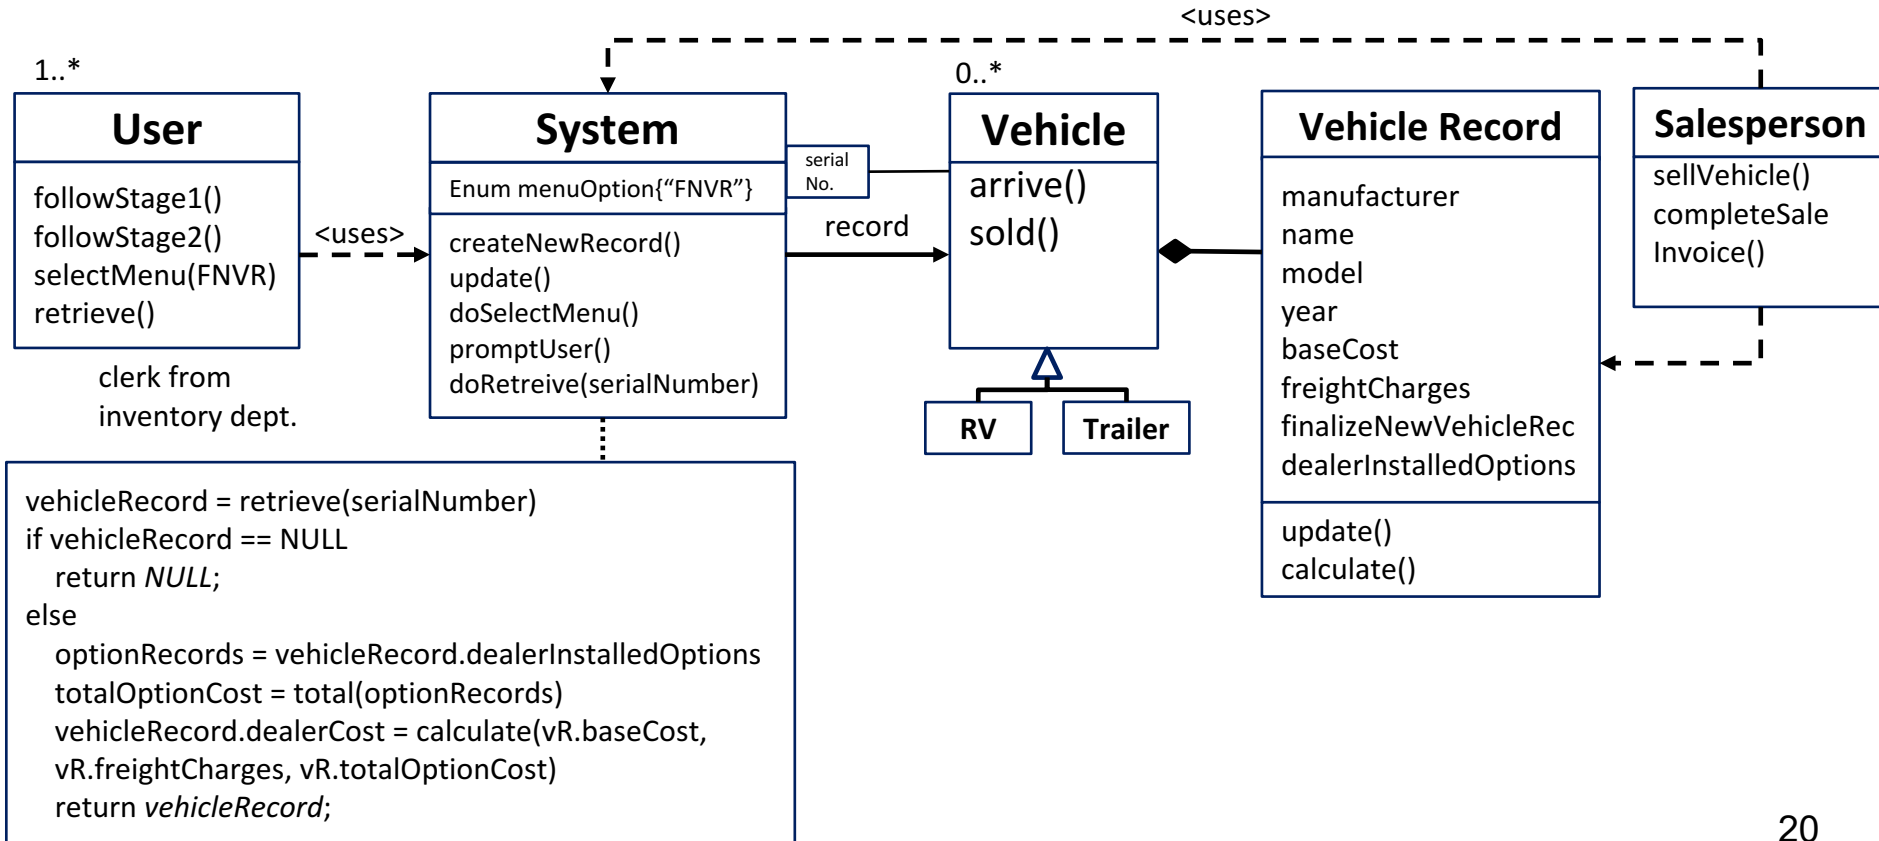 <uses>
1..*
User
followStage1()
followStage2()
selectMenu(FNVR)
retrieve()
clerk from
inventory dept.
<uses>
System
Enum menuOption{“FNVR”}
createNewRecord()
update()
doSelectMenu()
promptUser()
doRetreive(serialNumber)
serial
No.
record
0..*
Vehicle
arrive()
sold()
RV
Trailer
Vehicle Record
manufacturer
name
model
year
baseCost
freightCharges
finalizeNewVehicleRec
dealerInstalledOptions
update()
calculate()
Salesperson
sellVehicle()
completeSale
Invoice()
vehicleRecord = retrieve(serialNumber)
if vehicleRecord == NULL
return NULL;
else
optionRecords = vehicleRecord.dealerInstalledOptions
totalOptionCost = total(optionRecords)
vehicleRecord.dealerCost = calculate(vR.baseCost,
vR.freightCharges, vR.totalOptionCost)
return vehicleRecord;
20